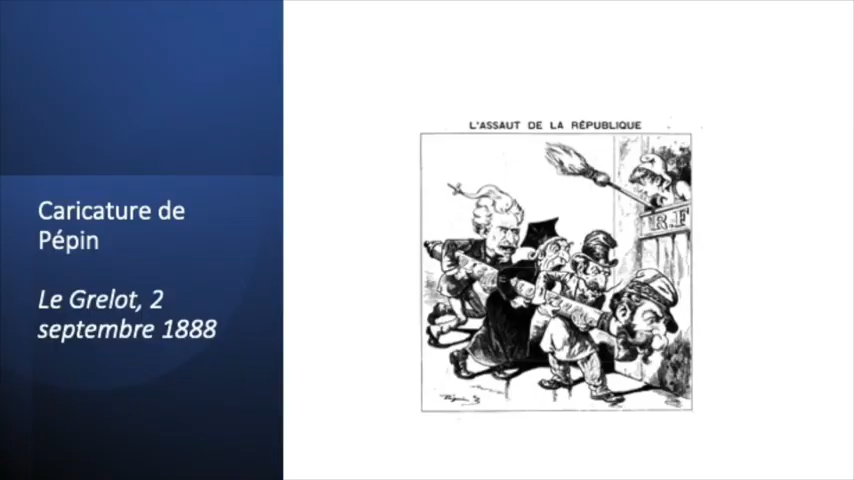 Caricature de
Pépin
Le Grelot, 2
septembre 1888
L'ASSAUT DE LA RÉPUBLIQUE
R.F